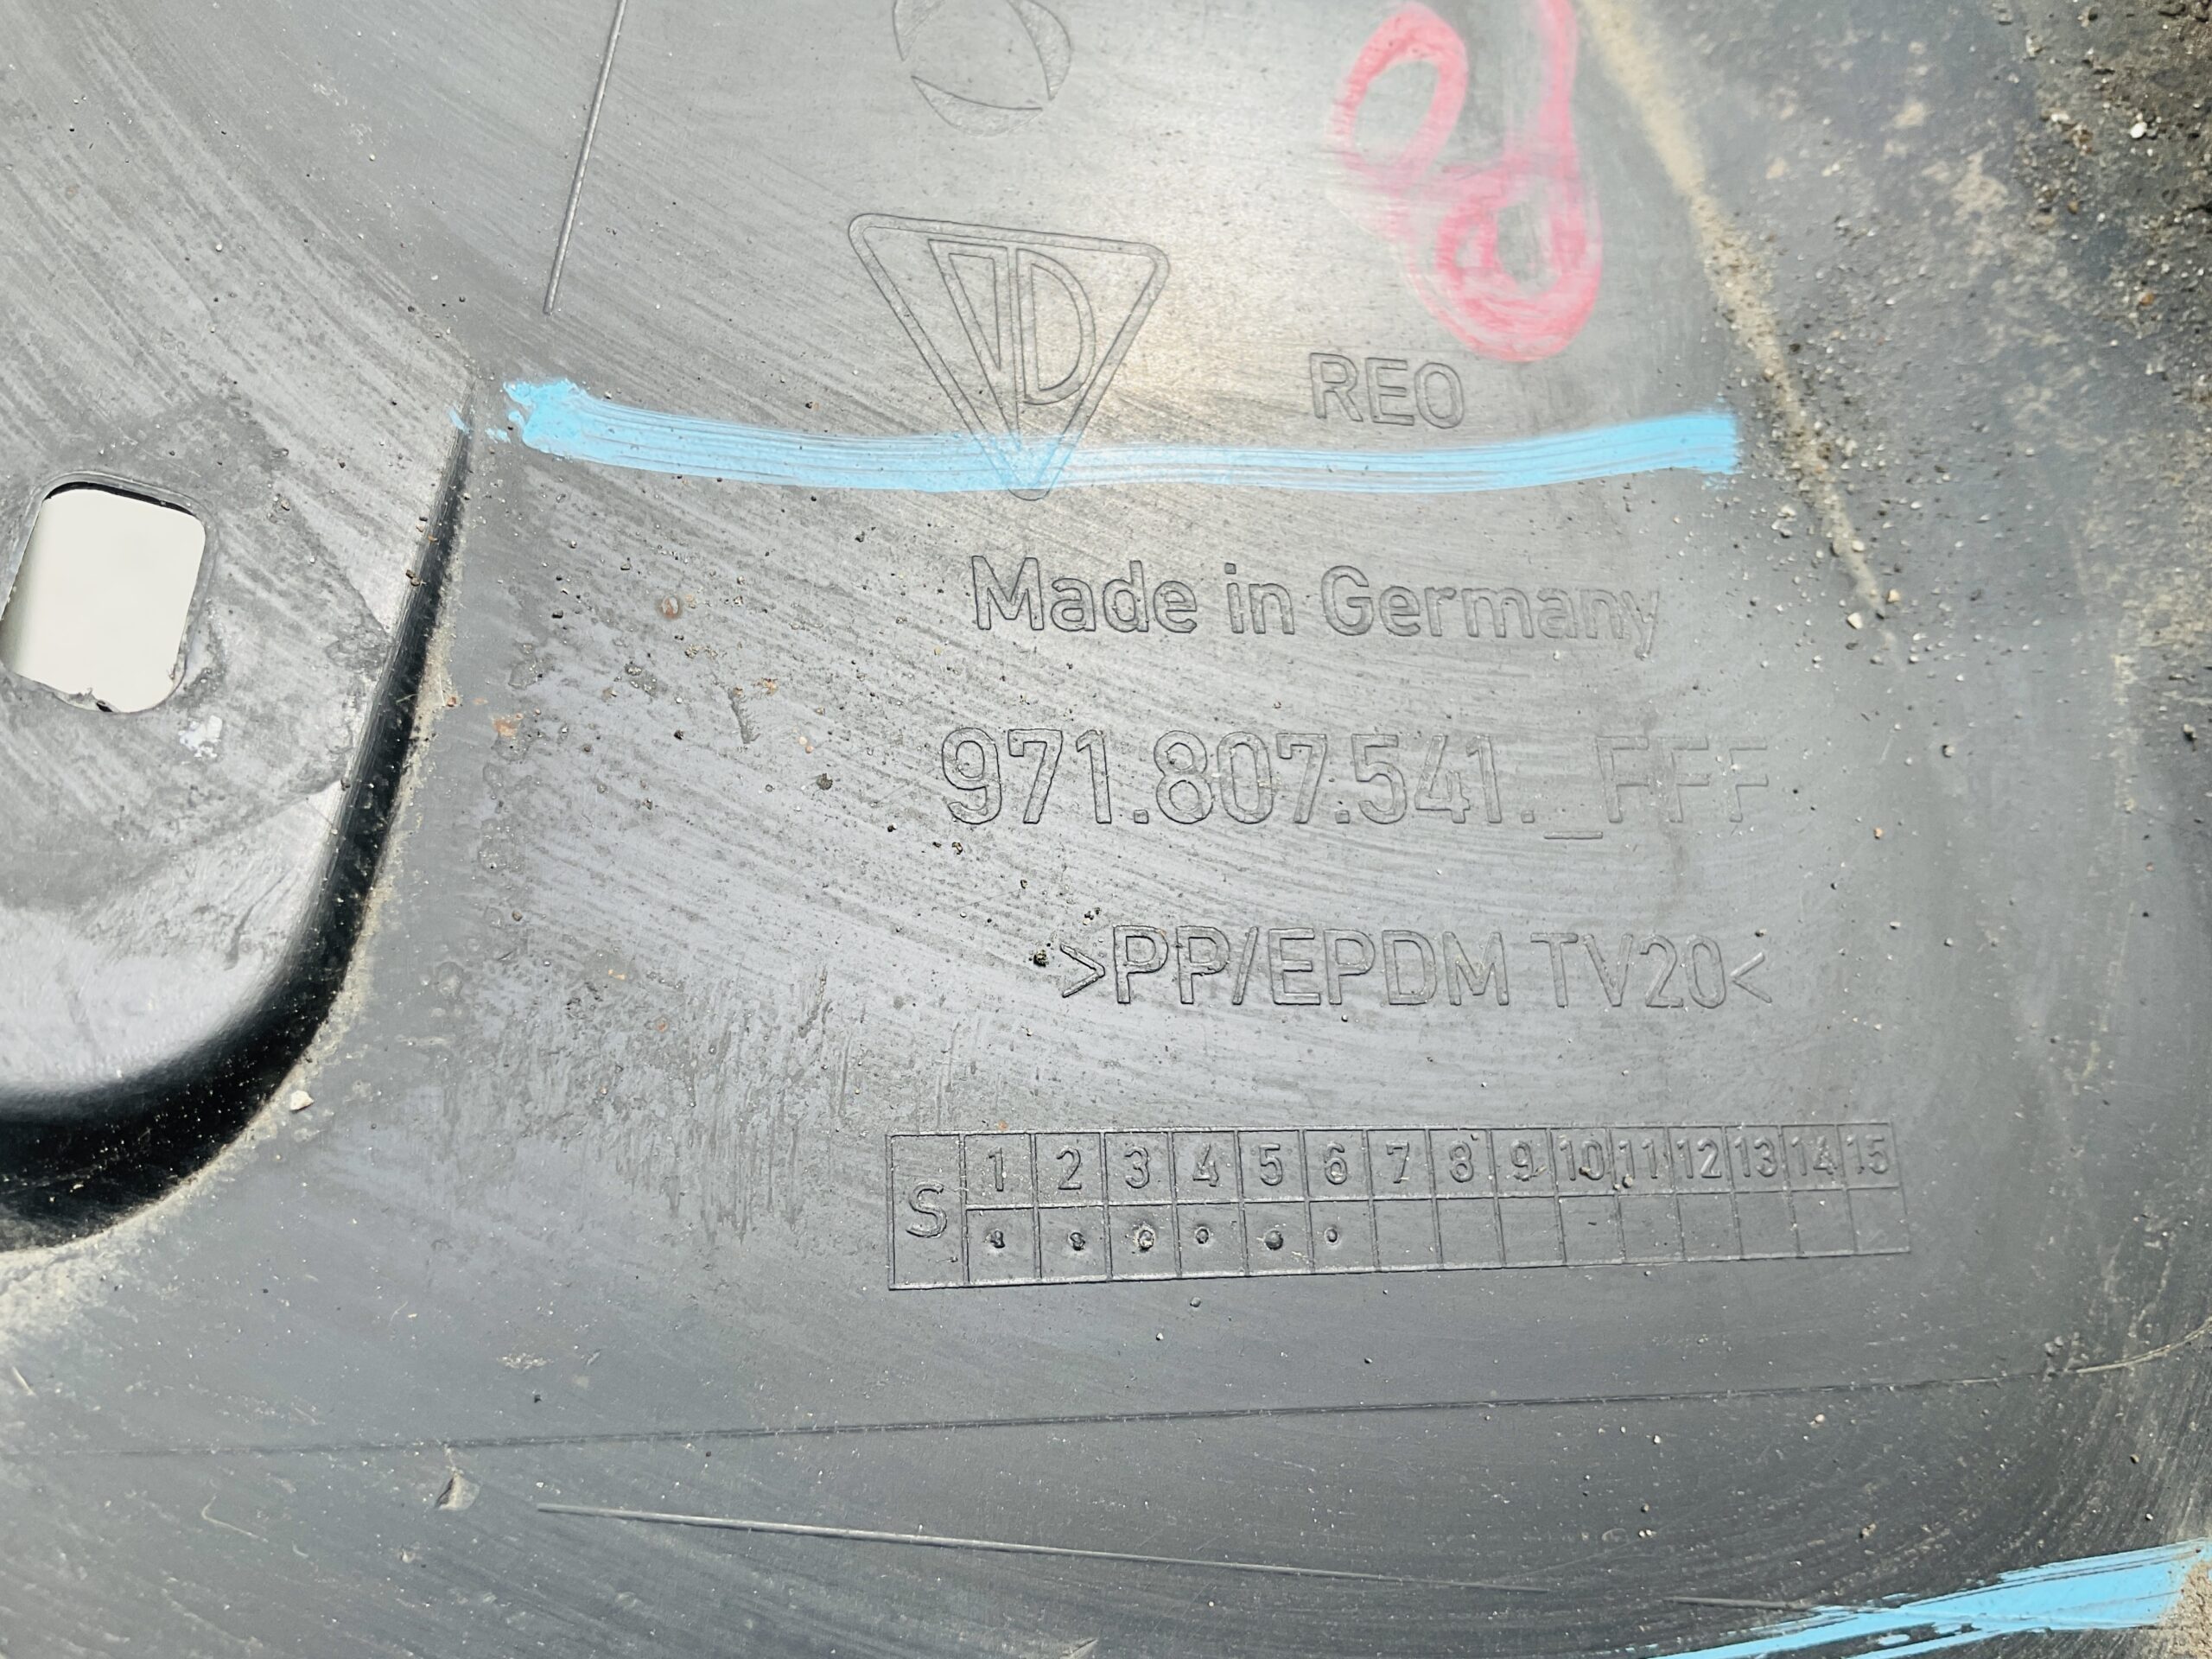 REO
Made in Germany
971.807.541._FFF
>PP/EPDM TV20<
S 1 2 3 4 5 6 7 8 9 10 11 12 13 14 15